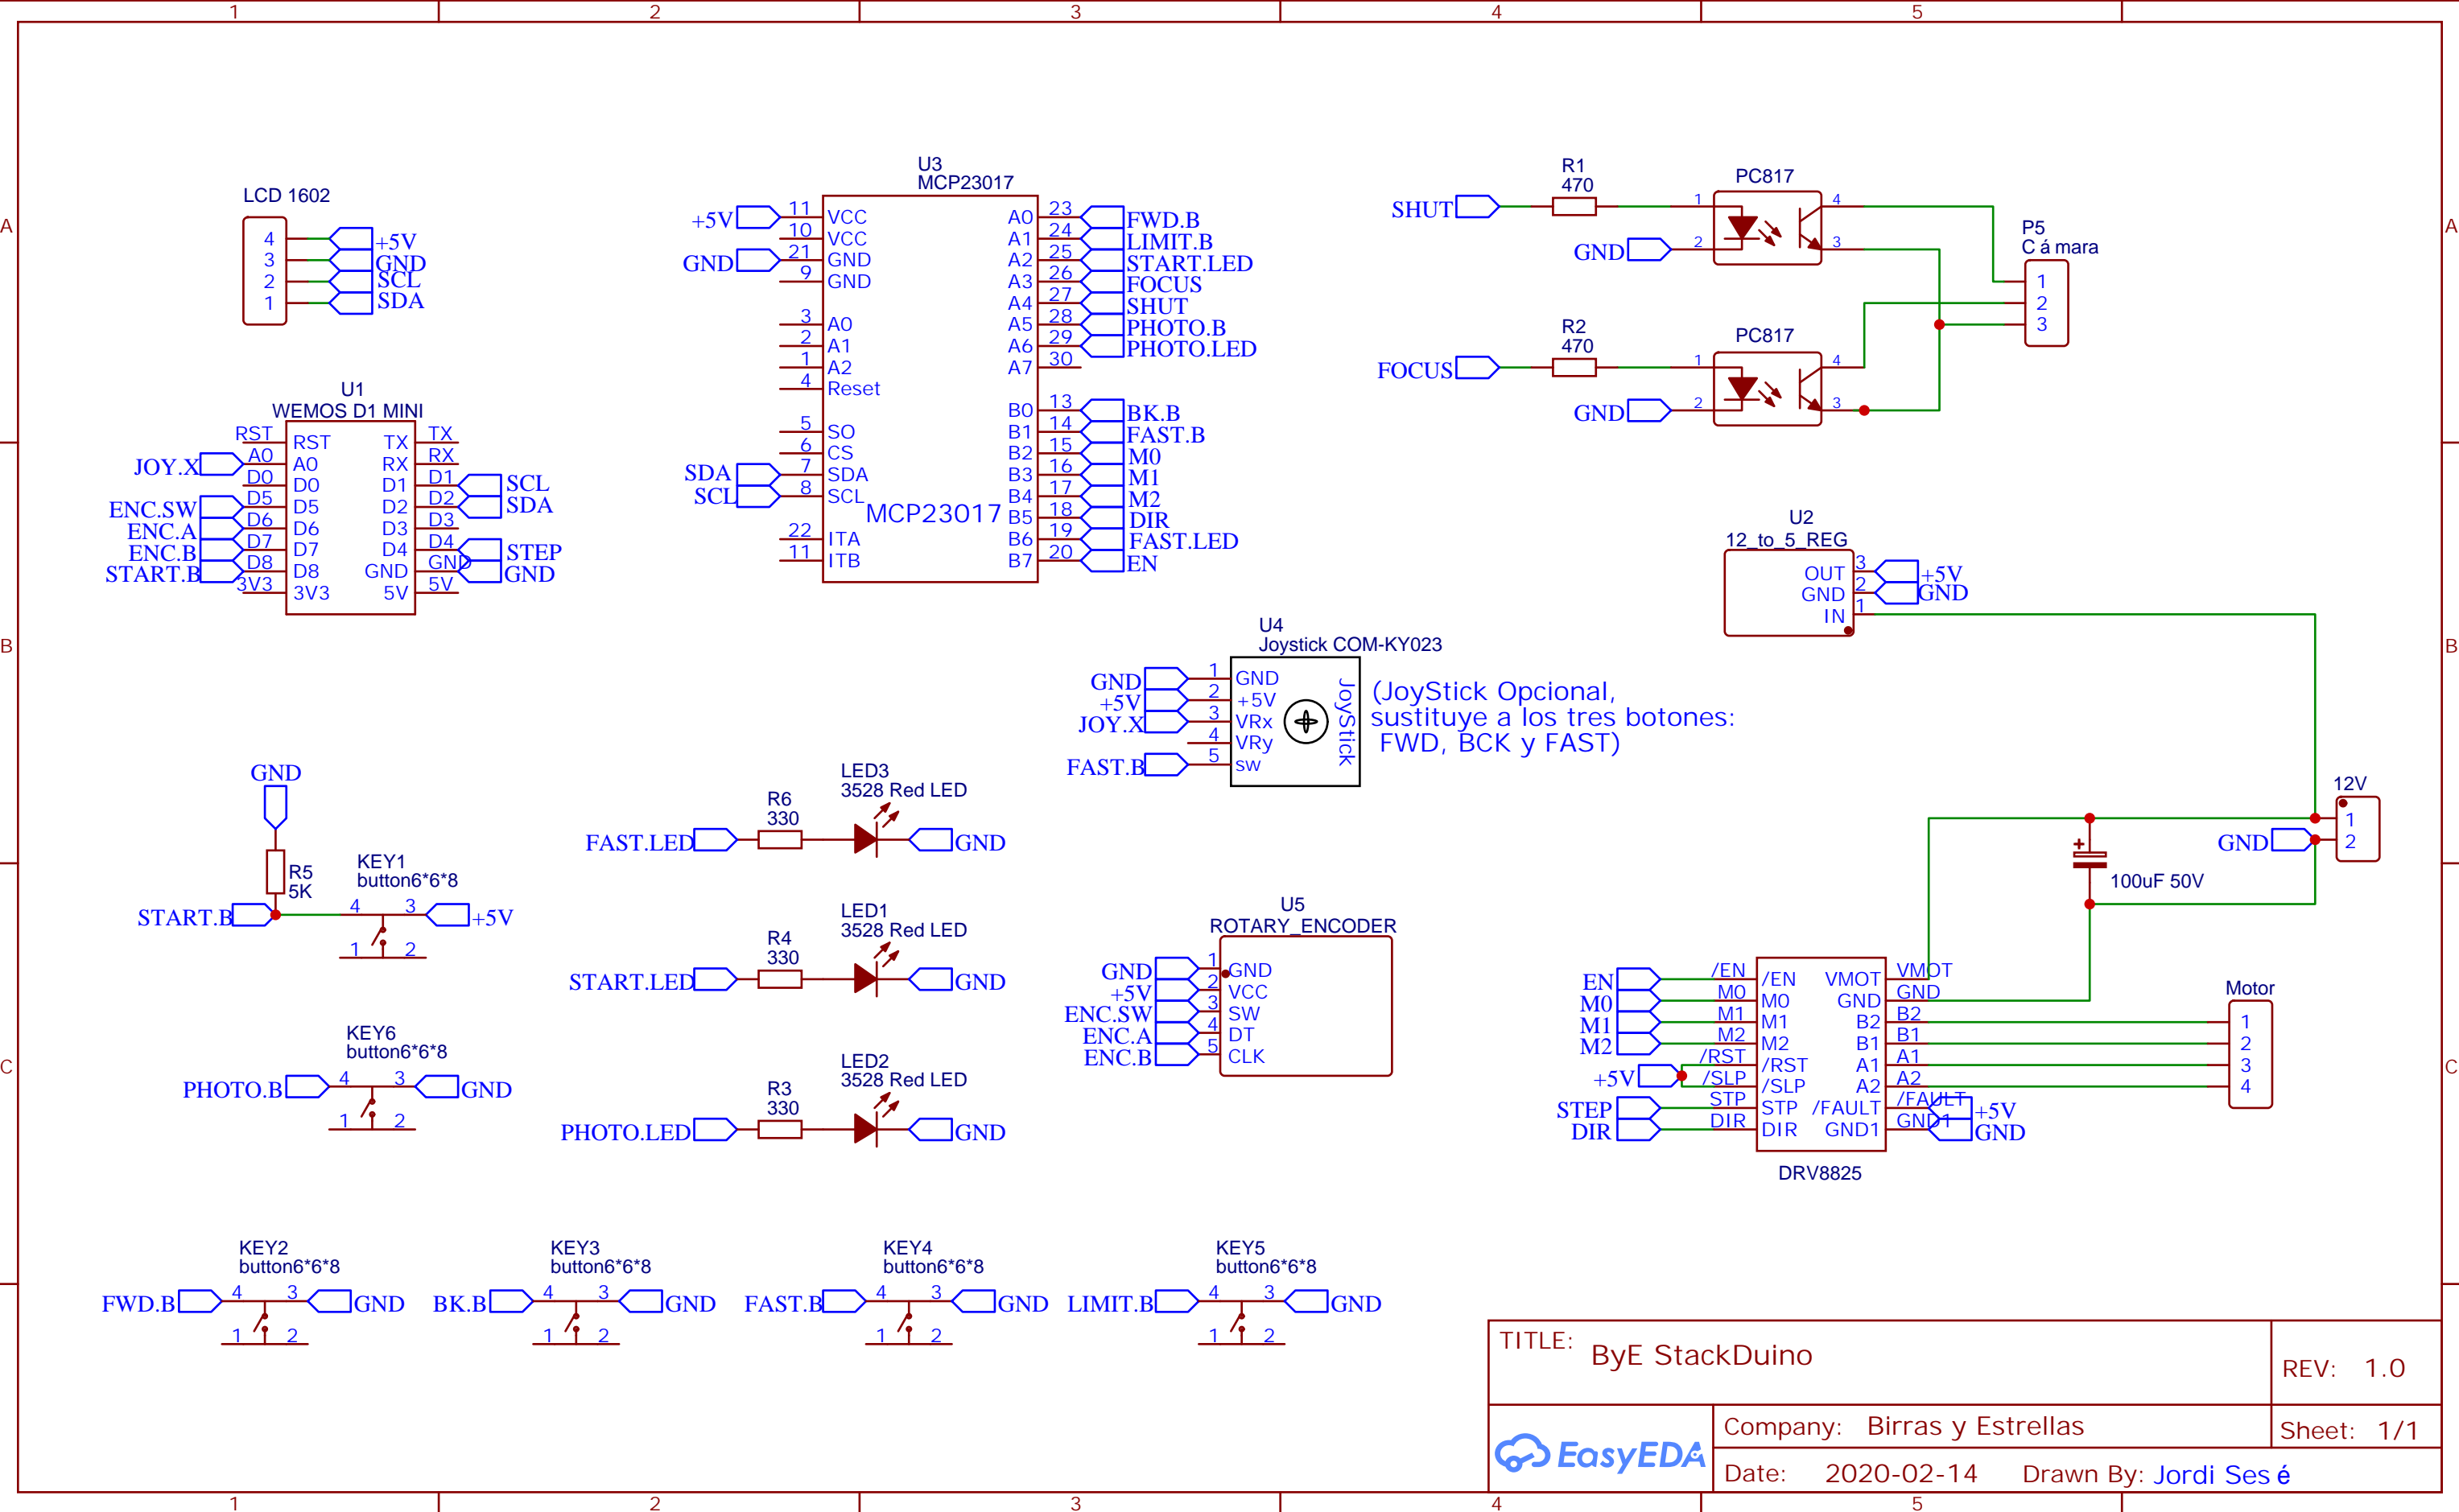 1 2 3 4 5
A
B
C
A
B
C
1 2 3 4 5
LCD 1602
4 +5V
3 GND
2 SCL
1 SDA
U1
WEMOS D1 MINI
RST RST TX TX
JOY.X A0 A0 RX RX
D0 D0 D1 D1 SCL
ENC.SW D5 D5 D2 D2 SDA
ENC.A D6 D6 D3 D3
ENC.B D7 D7 D4 D4 STEP
START.B D8 D8 GND GND GND
3V3 3V3 5V 5V
U3
MCP23017
+5V 11 VCC A0 23 FWD.B
10 VCC A1 24 LIMIT.B
GND 21 GND A2 25 START.LED
9 GND A3 26 FOCUS
A4 27 SHUT
3 A0 A5 28 PHOTO.B
2 A1 A6 29 PHOTO.LED
1 A2 A7 30
4 Reset
B0 13 BK.B
5 SO B1 14 FAST.B
6 CS B2 15 M0
SDA 7 SDA B3 16 M1
SCL 8 SCL B4 17 M2
MCP23017
B5 18 DIR
22 ITA B6 19 FAST.LED
11 ITB B7 20 EN
R1
470
PC817
SHUT 1 4
GND 2 3
R2
470
PC817
FOCUS 1 4
GND 2 3
P5
C á mara
1
2
3
U2
12_to_5_REG
OUT 3 +5V
GND 2 GND
IN 1
U4
Joystick COM-KY023
GND 1 GND
+5V 2 +5V
JOY.X 3 VRx
4 VRy
FAST.B 5 sw
JoyStick
(JoyStick Opcional,
sustituye a los tres botones:
FWD, BCK y FAST)
GND
R5
5K
KEY1
button6*6*8
START.B 4 3 +5V
1 2
KEY6
button6*6*8
PHOTO.B 4 3 GND
1 2
LED3
3528 Red LED
R6
330
FAST.LED GND
LED1
3528 Red LED
R4
330
START.LED GND
LED2
3528 Red LED
R3
330
PHOTO.LED GND
U5
ROTARY_ENCODER
GND 1 GND
+5V 2 VCC
ENC.SW 3 SW
ENC.A 4 DT
ENC.B 5 CLK
12V
1
GND 2
+
100uF 50V
EN /EN /EN VMOT VMOT
M0 M0 M0 GND GND
M1 M1 M1 B2 B2
M2 M2 M2 B1 B1
/RST /RST A1 A1
+5V /SLP /SLP A2 A2
STEP STP STP /FAULT /FAULT +5V
DIR DIR DIR GND1 GND1 GND
DRV8825
Motor
1
2
3
4
KEY2
button6*6*8
FWD.B 4 3 GND
1 2
KEY3
button6*6*8
BK.B 4 3 GND
1 2
KEY4
button6*6*8
FAST.B 4 3 GND
1 2
KEY5
button6*6*8
LIMIT.B 4 3 GND
1 2
TITLE: ByE StackDuino
REV: 1.0
EasyEDA
Company: Birras y Estrellas
Sheet: 1/1
Date: 2020-02-14 Drawn By: Jordi Ses é